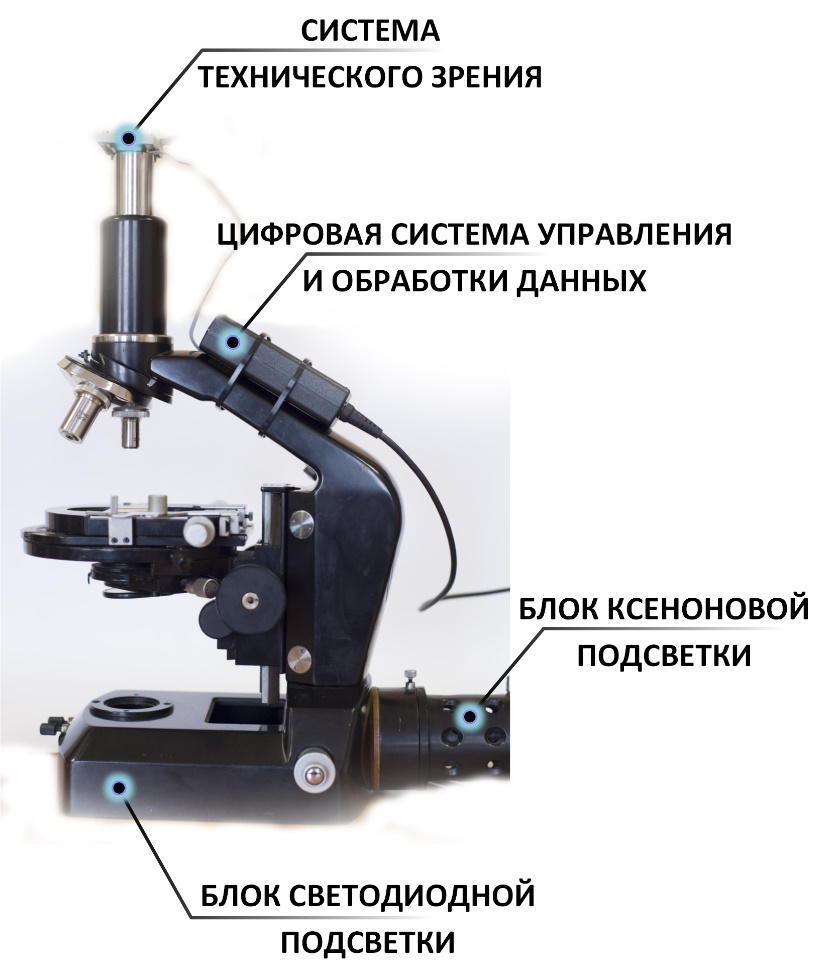 СИСТЕМА
ТЕХНИЧЕСКОГО ЗРЕНИЯ
ЦИФРОВАЯ СИСТЕМА УПРАВЛЕНИЯ
И ОБРАБОТКИ ДАННЫХ
БЛОК КСЕНОНОВОЙ
ПОДСВЕТКИ
БЛОК СВЕТОДИОДНОЙ
ПОДСВЕТКИ